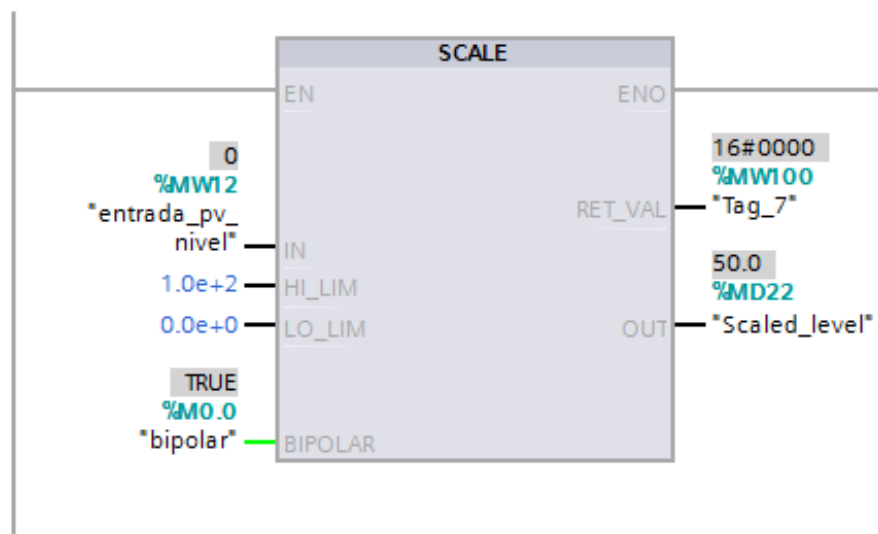 SCALE
EN
ENO
0
%MW12
"entrada_pv_
nivel"
IN
1.0e+2
HI_LIM
0.0e+0
LO_LIM
TRUE
%M0.0
"bipolar"
BIPOLAR
16#0000
%MW100
RET_VAL
"Tag_7"
50.0
%MD22
OUT
"Scaled_level"